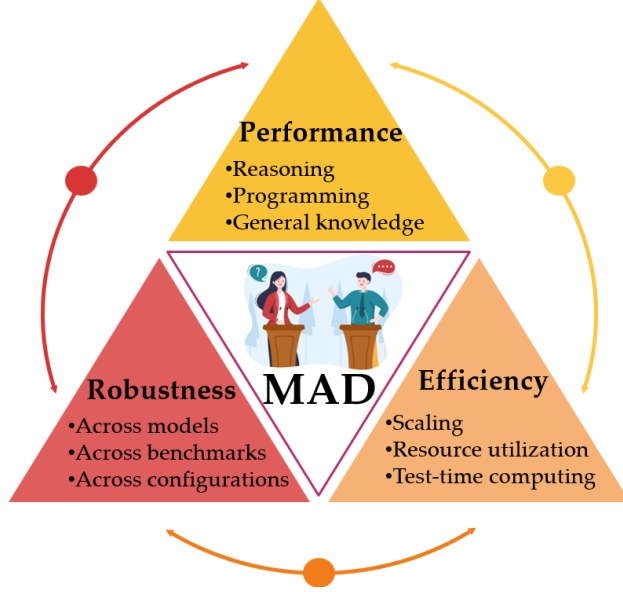 Performance
•Reasoning
•Programming
•General knowledge
?
MAD
Robustness
•Across models
•Across benchmarks
•Across configurations
Efficiency
•Scaling
•Resource utilization
•Test-time computing